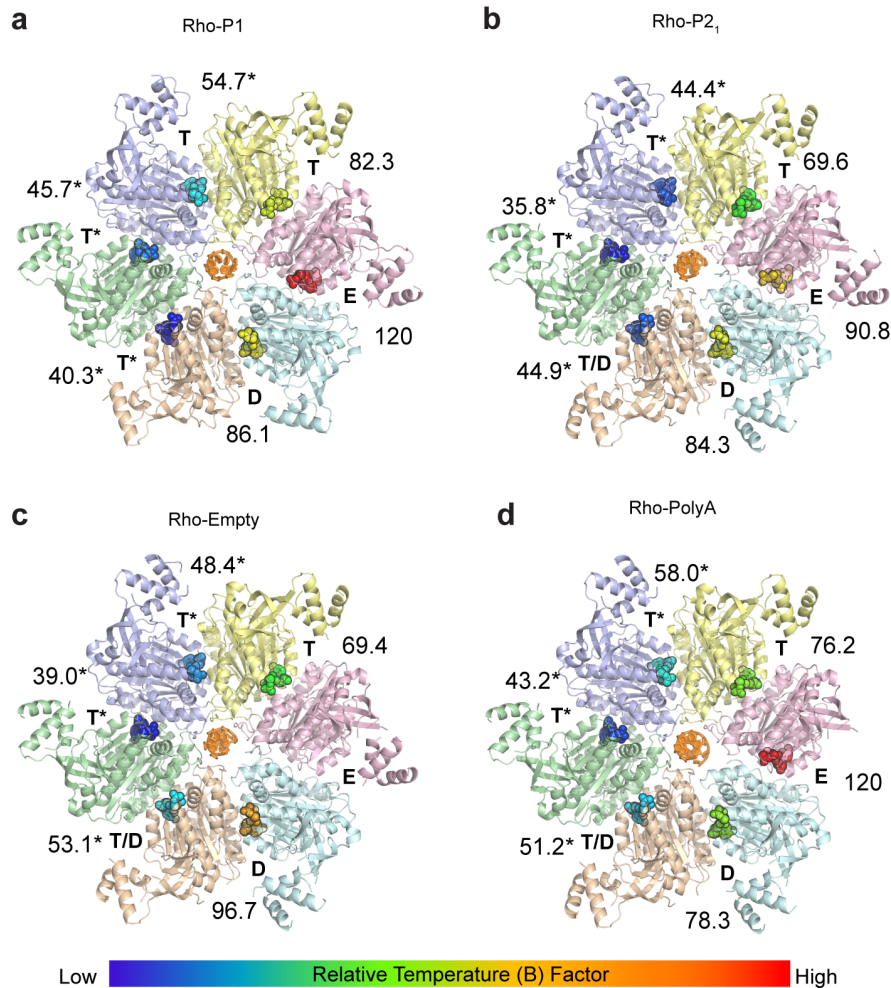 a
Rho-P1
54.7*
T
T
82.3
45.7*
T*
E
120
T*
40.3*
D
86.1
b
Rho-P2₁
44.4*
T*
T
69.6
35.8*
T*
E
90.8
T/D
44.9*
D
84.3
c
Rho-Empty
48.4*
T*
T
69.4
39.0*
T*
E
53.1* T/D
D
96.7
d
Rho-PolyA
58.0*
T*
T
76.2
43.2*
T*
E
120
51.2* T/D
D
78.3
Low Relative Temperature (B) Factor High